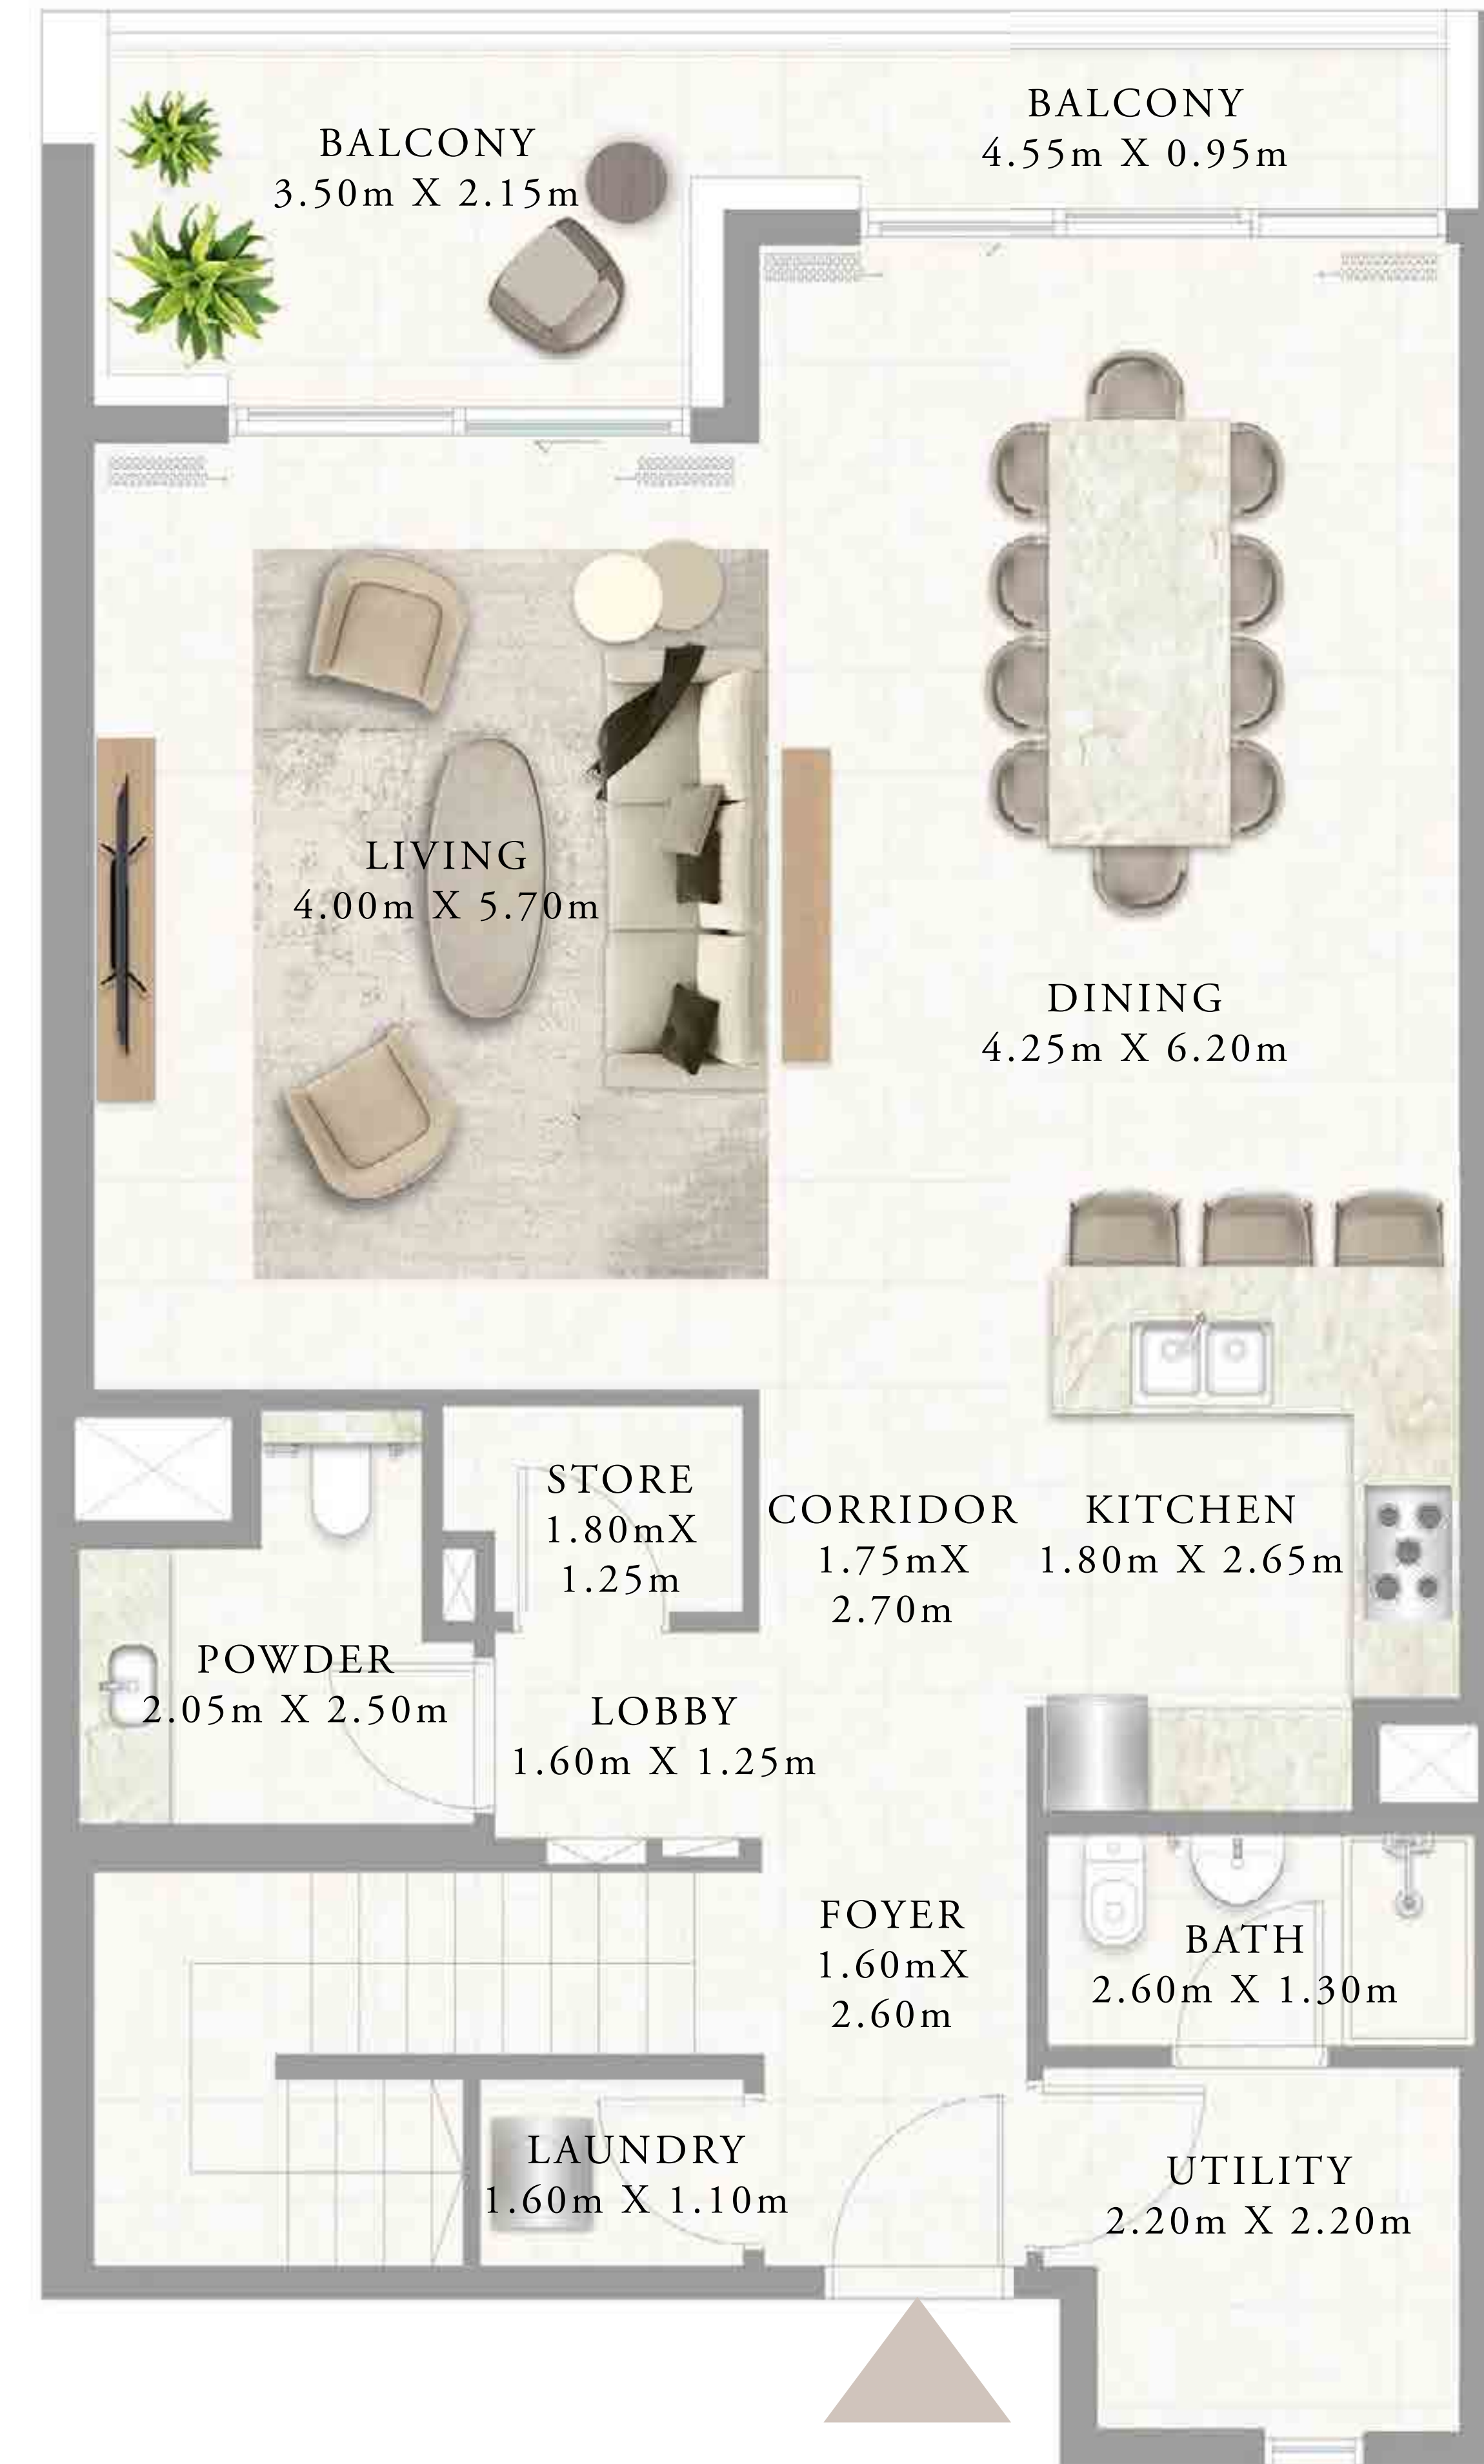 BALCONY
4.55m X 0.95m
BALCONY
3.50m X 2.15m
LIVING
4.00m X 5.70m
DINING
4.25m X 6.20m
STORE
1.80mX
1.25m
CORRIDOR
1.75mX
2.70m
KITCHEN
1.80m X 2.65m
POWDER
2.05m X 2.50m
LOBBY
1.60m X 1.25m
FOYER
1.60mX
2.60m
BATH
2.60m X 1.30m
LAUNDRY
1.60m X 1.10m
UTILITY
2.20m X 2.20m